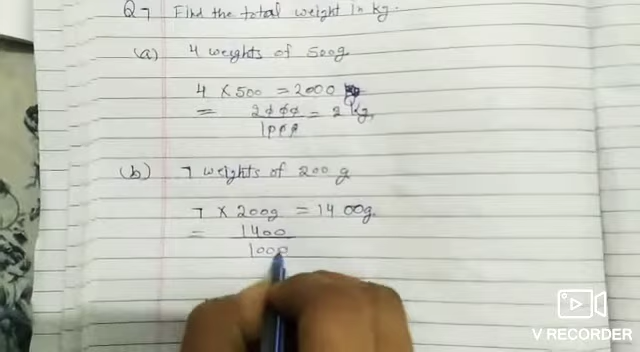 Q7 Find the total weight in kg.
(a) 4 weights of 500g
4 × 500 = 2000
= 2000/1000 = 2 kg,
(b) 7 weights of 200 g
7 × 200g = 1400g.
= 1400/1000
V RECORDER